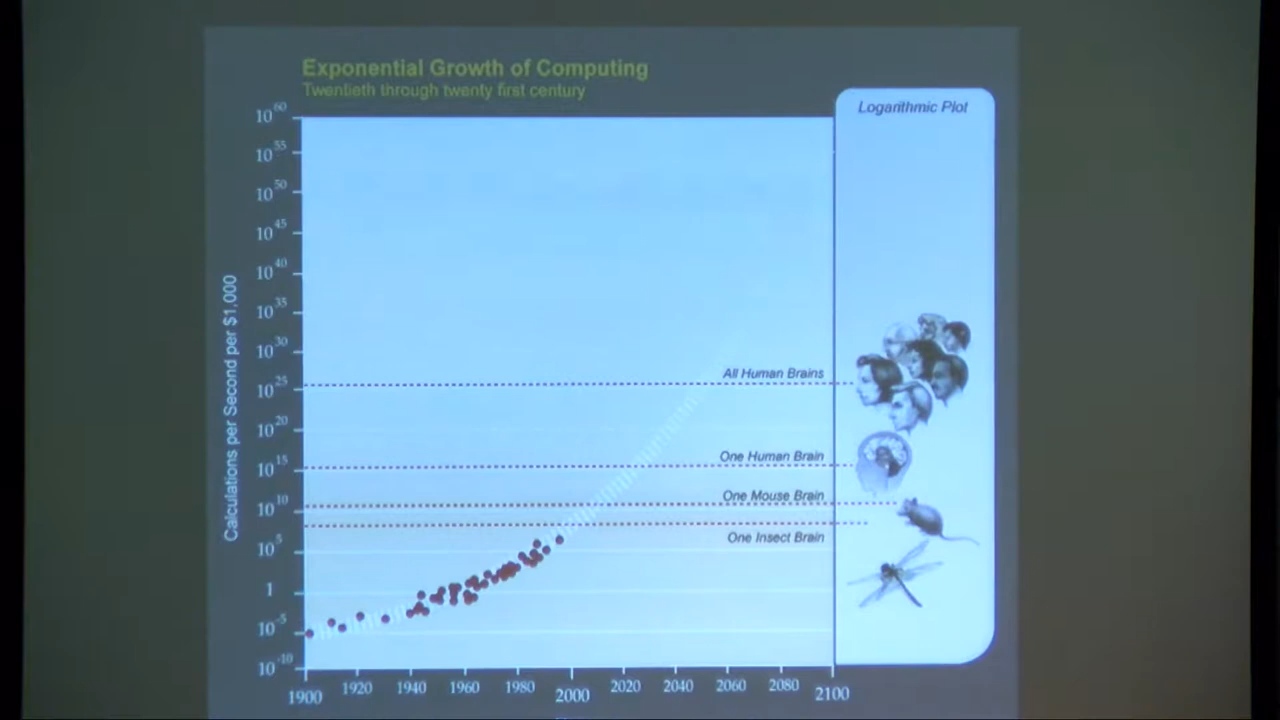 Exponential Growth of Computing
Twentieth through twenty first century
Logarithmic Plot
Calculations per Second per $1,000
10^60
10^55
10^50
10^45
10^40
10^35
10^30
10^25
10^20
10^15
10^10
10^5
1
10^-5
10^-10
All Human Brains
One Human Brain
One Mouse Brain
One Insect Brain
1900 1920 1940 1960 1980 2000 2020 2040 2060 2080 2100